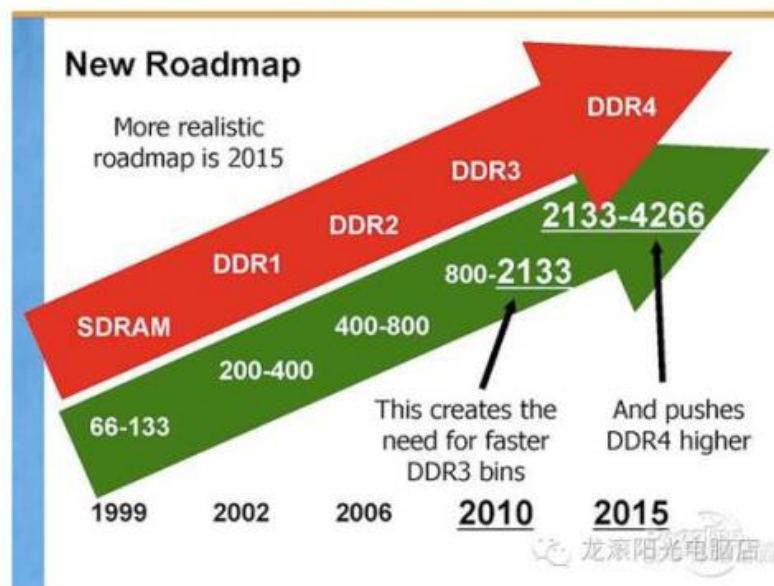 New Roadmap
More realistic
roadmap is 2015
DDR4
DDR3
DDR2
DDR1
SDRAM
2133-4266
800-2133
400-800
200-400
66-133
This creates the
need for faster
DDR3 bins
And pushes
DDR4 higher
1999 2002 2006 2010 2015
龙滚阳光电脑店